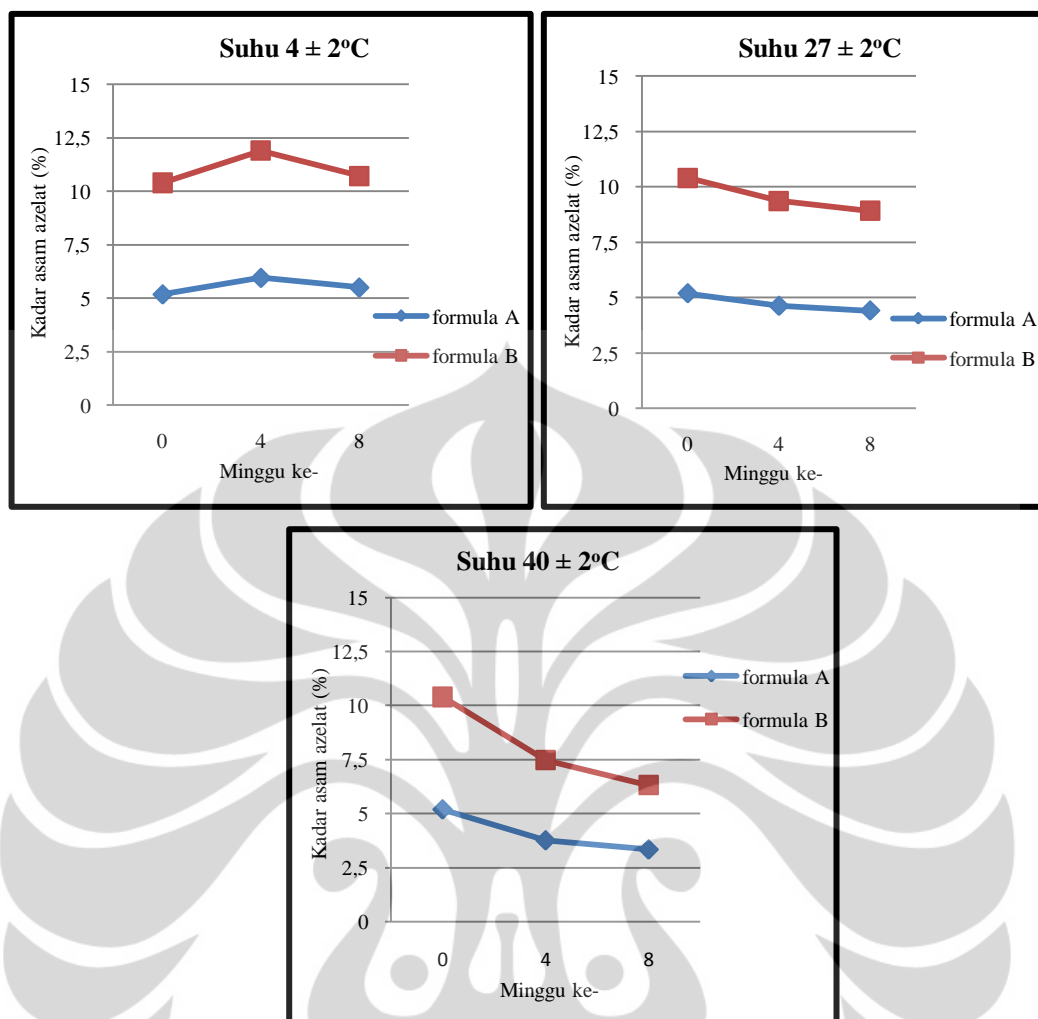 Suhu 4 ± 2ºC
Kadar asam azelat (%)
15
12,5
10
7,5
5
2,5
0
0 4 8
Minggu ke-
formula A
formula B
Suhu 27 ± 2ºC
Kadar asam azelat (%)
15
12,5
10
7,5
5
2,5
0
0 4 8
Minggu ke-
formula A
formula B
Suhu 40 ± 2ºC
Kadar asam azelat (%)
15
12,5
10
7,5
5
2,5
0
0 4 8
Minggu ke-
formula A
formula B